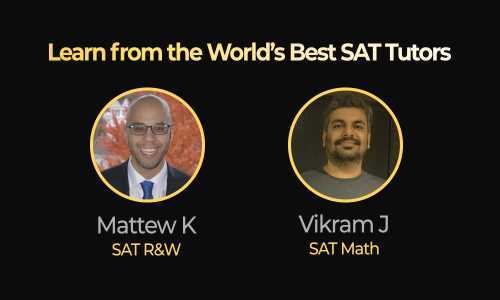 Learn from the World's Best SAT Tutors
Mattew K
SAT R&W
Vikram J
SAT Math